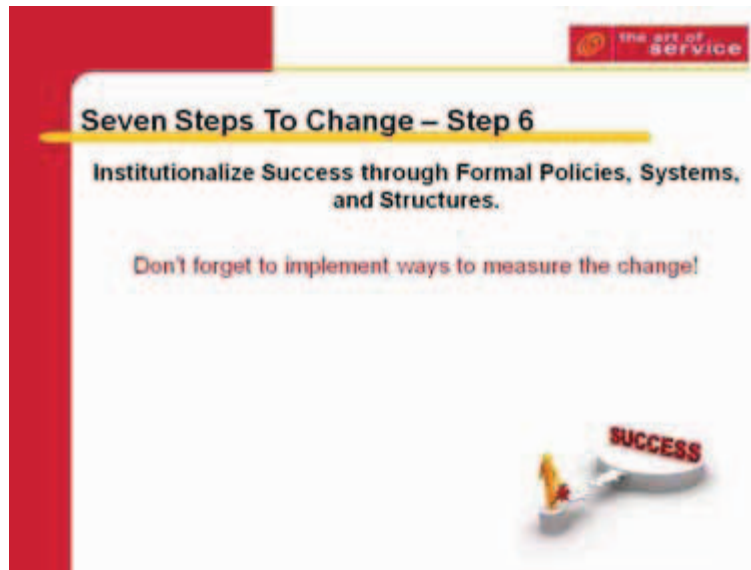 the art of
service
Seven Steps To Change – Step 6
Institutionalize Success through Formal Policies, Systems,
and Structures.
Don't forget to implement ways to measure the change!
SUCCESS